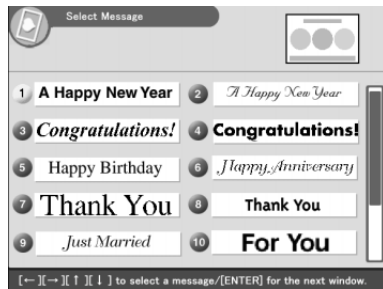 Select Message
1 A Happy New Year
2 A Happy New Year
3 Congratulations!
4 Congratulations!
5 Happy Birthday
6 Happy Anniversary
7 Thank You
8 Thank You
9 Just Married
10 For You
[←][→][↑][↓] to select a message/[ENTER] for the next window.